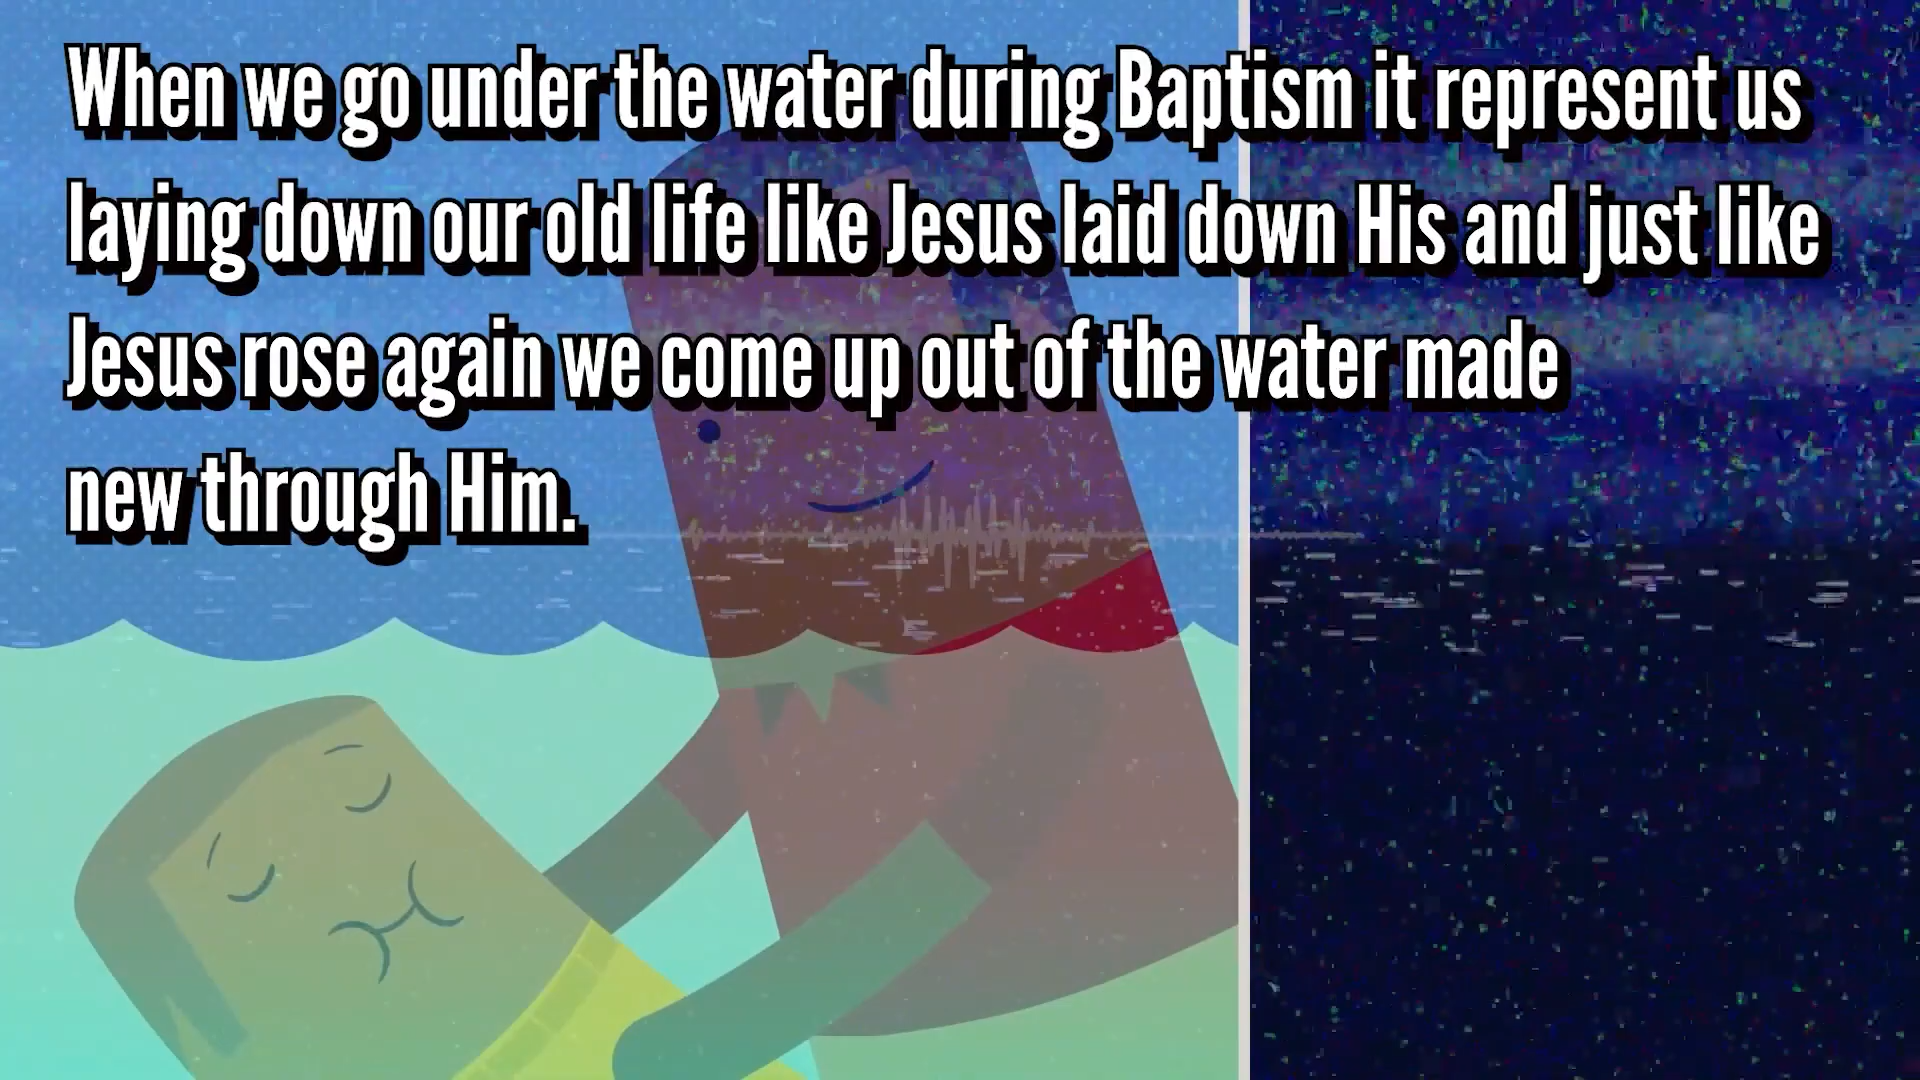 When we go under the water during Baptism it represent us
laying down our old life like Jesus laid down His and just like
Jesus rose again we come up out of the water made
new through Him.